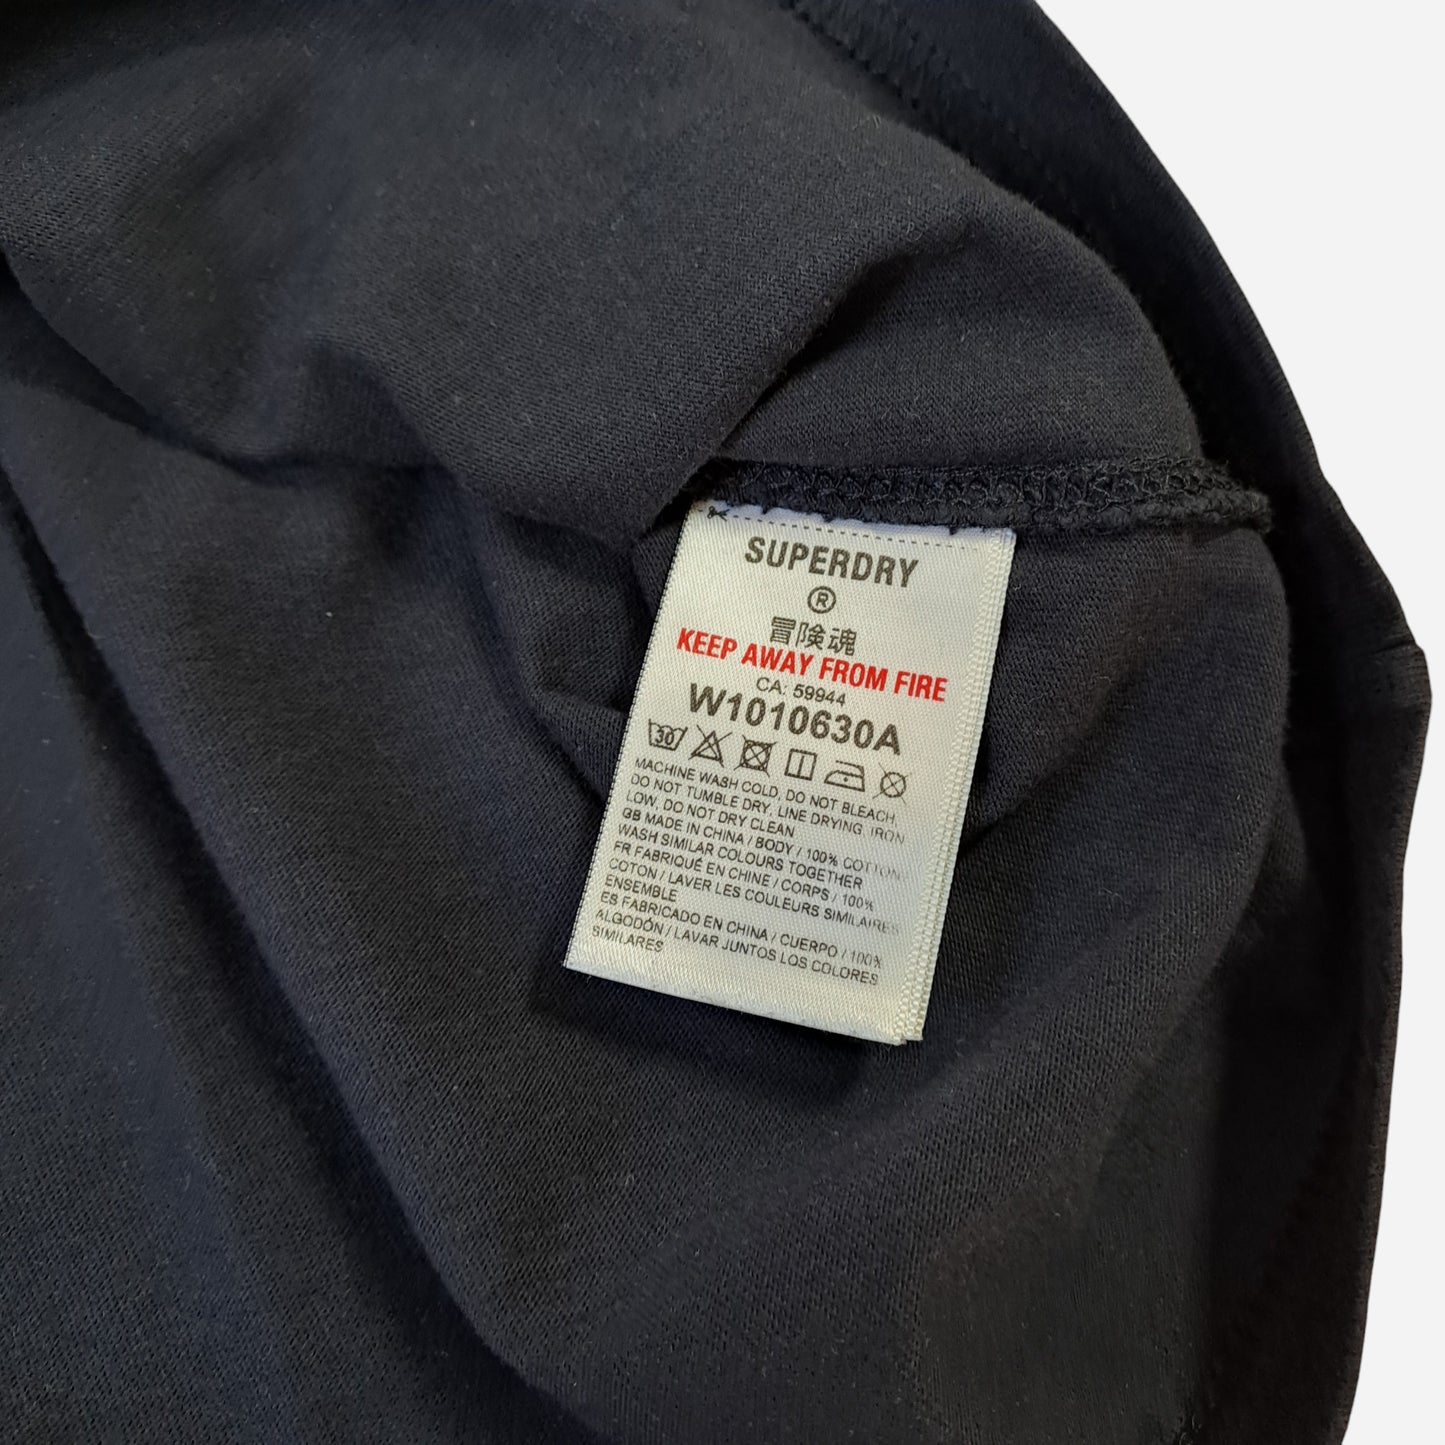 SUPERDRY
®
冒険魂
KEEP AWAY FROM FIRE
CA: 59944
W1010630A
30
MACHINE WASH COLD, DO NOT BLEACH,
DO NOT TUMBLE DRY, LINE DRYING, IRON
LOW, DO NOT DRY CLEAN
GB MADE IN CHINA / BODY / 100% COTTON
WASH SIMILAR COLOURS TOGETHER
FR FABRIQUÉ EN CHINE / CORPS / 100%
COTON / LAVER LES COULEURS SIMILAIRES
ENSEMBLE
ES FABRICADO EN CHINA / CUERPO / 100%
ALGODÓN / LAVAR JUNTOS LOS COLORES
SIMILARES